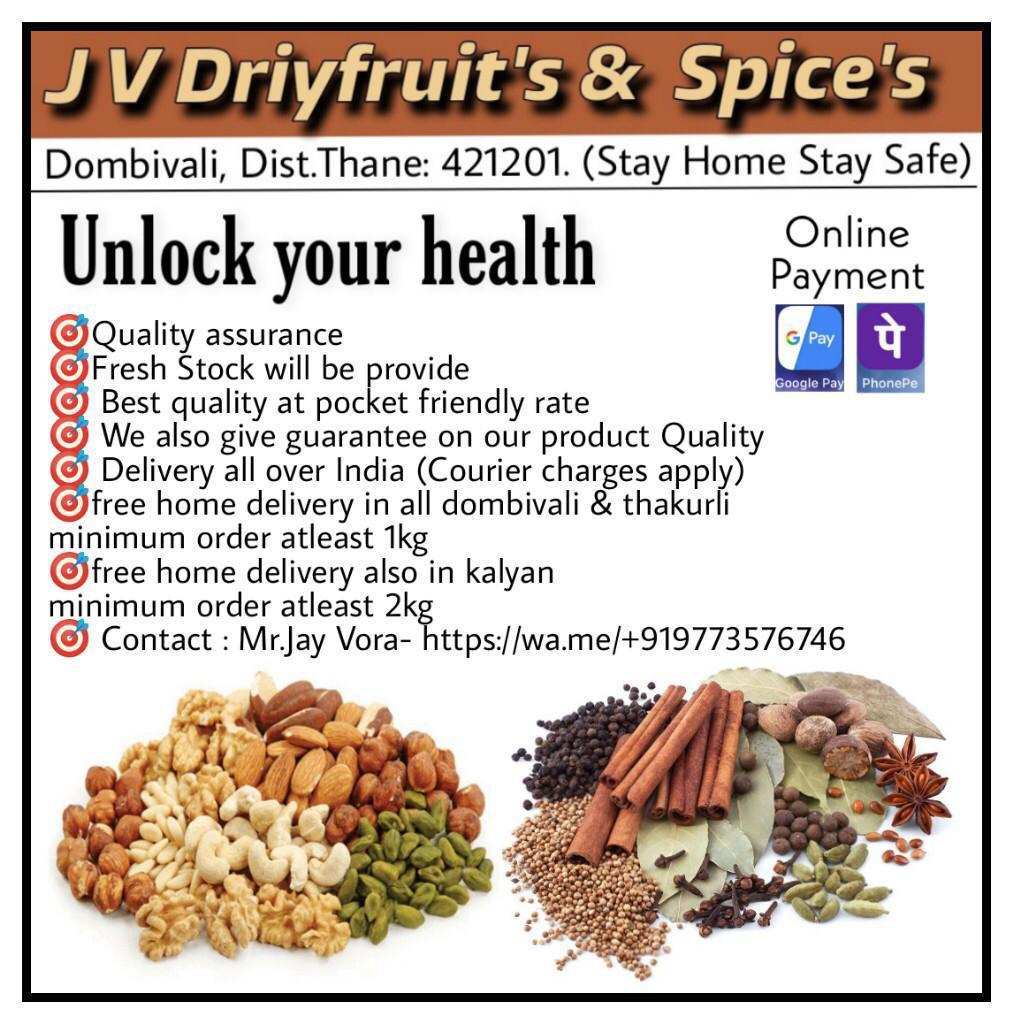 J V Driyfruit's & Spice's
Dombivali, Dist.Thane: 421201. (Stay Home Stay Safe)
Unlock your health
Online
Payment
G Pay
पे
Google Pay
PhonePe
🎯Quality assurance
🎯Fresh Stock will be provide
🎯 Best quality at pocket friendly rate
🎯 We also give guarantee on our product Quality
🎯 Delivery all over India (Courier charges apply)
🎯free home delivery in all dombivali & thakurli
minimum order atleast 1kg
🎯free home delivery also in kalyan
minimum order atleast 2kg
🎯 Contact : Mr.Jay Vora- https://wa.me/+919773576746